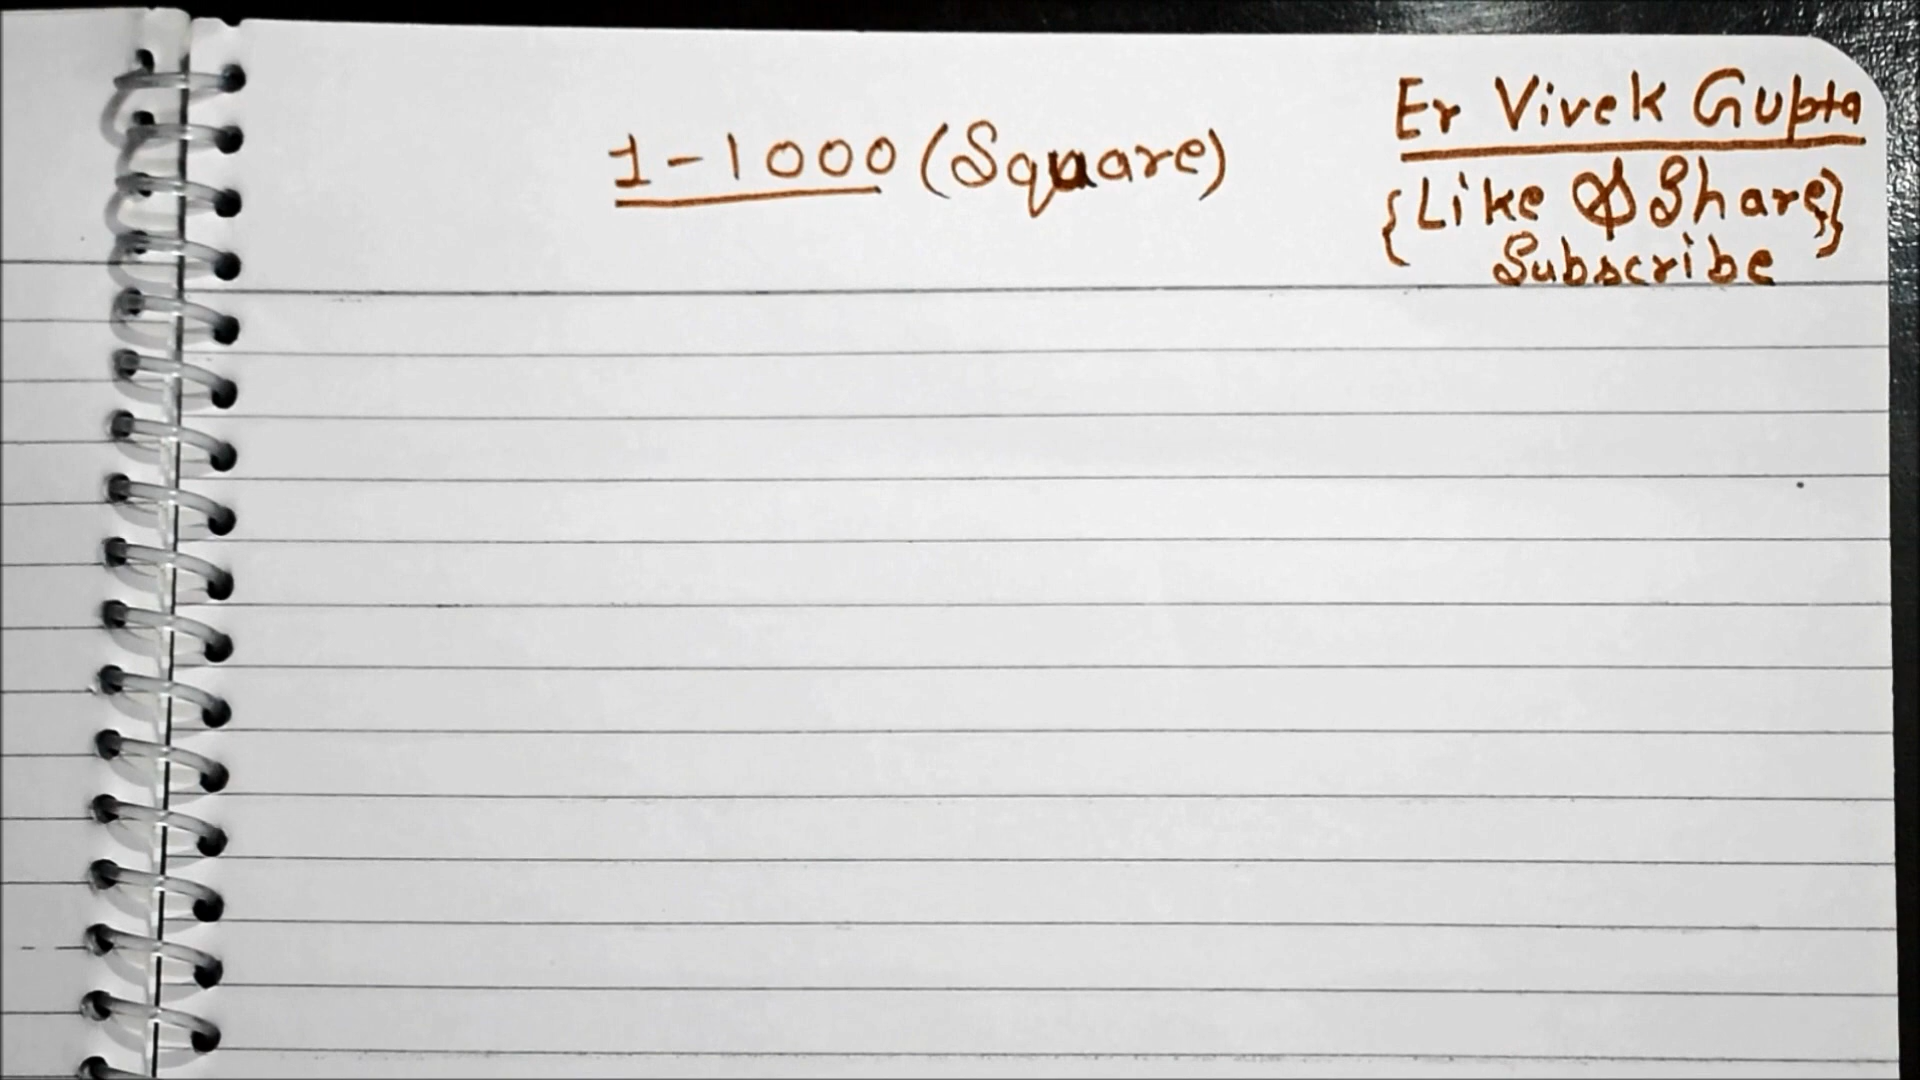 1-1000 (Square)
Er Vivek Gupta
{Like & Share}
Subscribe